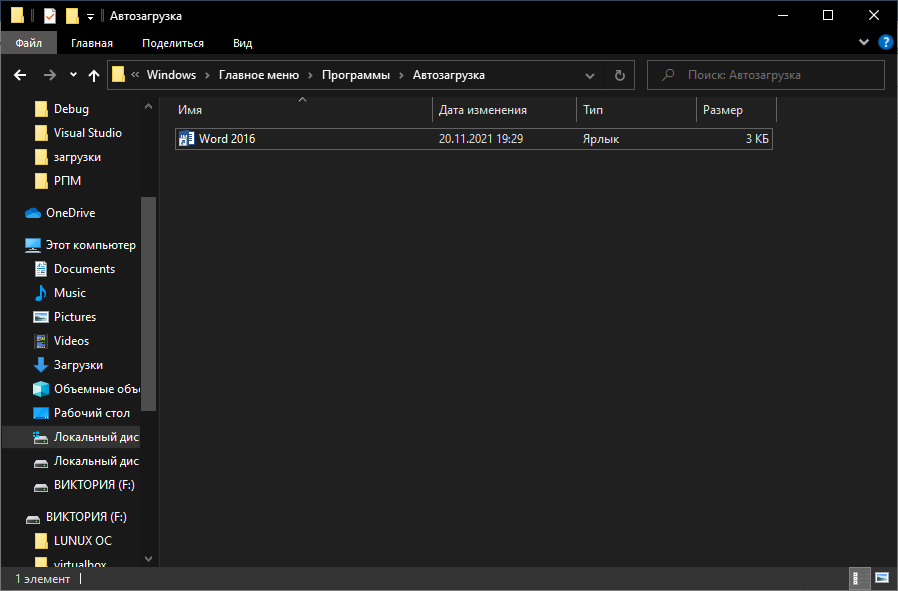 Автозагрузка
Файл Главная Поделиться Вид
« Windows › Главное меню › Программы › Автозагрузка
Поиск: Автозагрузка
Имя Дата изменения Тип Размер
Word 2016 20.11.2021 19:29 Ярлык 3 КБ
Debug
Visual Studio
загрузки
РПМ
OneDrive
Этот компьютер
Documents
Music
Pictures
Videos
Загрузки
Объемные объе
Рабочий стол
Локальный дис
Локальный дис
ВИКТОРИЯ (F:)
ВИКТОРИЯ (F:)
LUNUX ОС
virtualbox
1 элемент